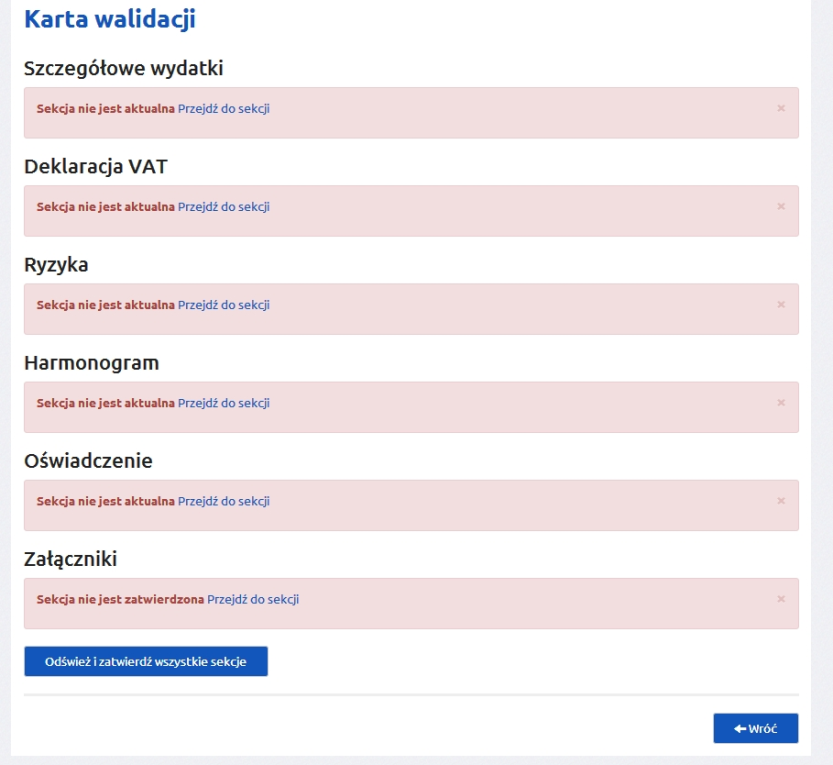 Karta walidacji
Szczegółowe wydatki
Sekcja nie jest aktualna Przejdź do sekcji ×
Deklaracja VAT
Sekcja nie jest aktualna Przejdź do sekcji ×
Ryzyka
Sekcja nie jest aktualna Przejdź do sekcji ×
Harmonogram
Sekcja nie jest aktualna Przejdź do sekcji ×
Oświadczenie
Sekcja nie jest aktualna Przejdź do sekcji ×
Załączniki
Sekcja nie jest zatwierdzona Przejdź do sekcji ×
Odśwież i zatwierdź wszystkie sekcje
Wróć